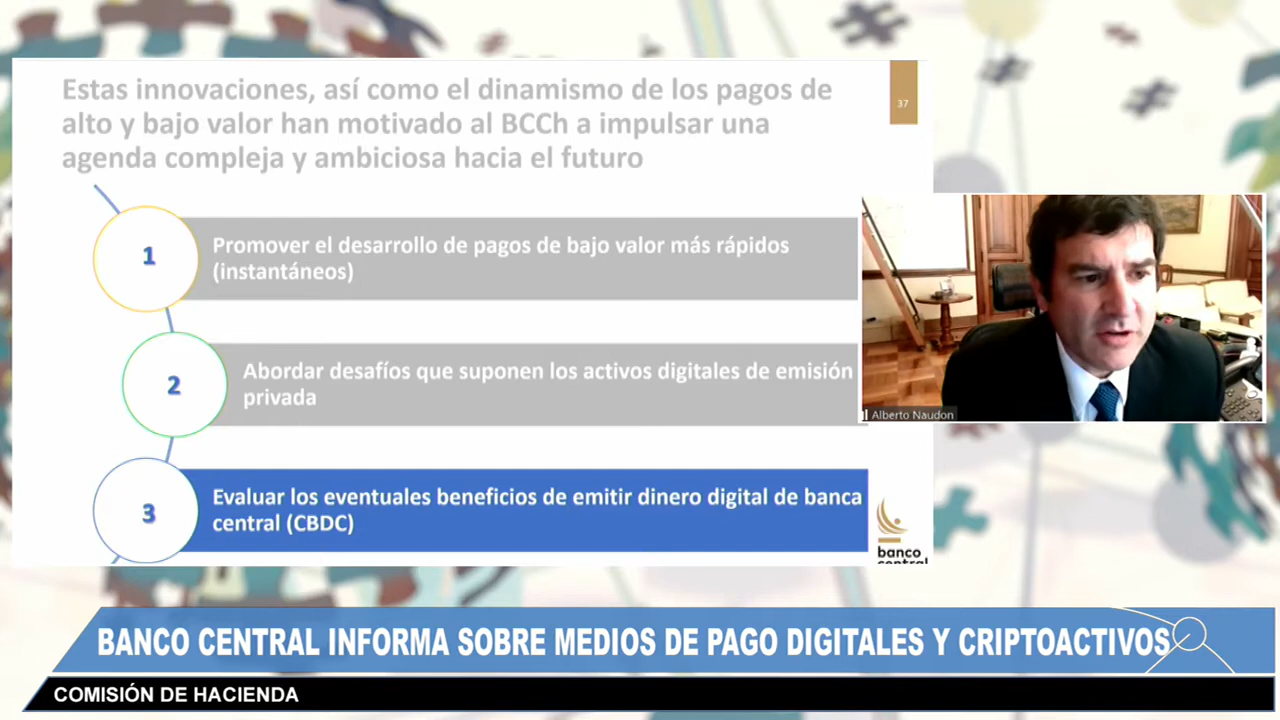 Estas innovaciones, así como el dinamismo de los pagos de
alto y bajo valor han motivado al BCCh a impulsar una
agenda compleja y ambiciosa hacia el futuro
37
1
Promover el desarrollo de pagos de bajo valor más rápidos
(instantáneos)
2
Abordar desafíos que suponen los activos digitales de emisión
privada
3
Evaluar los eventuales beneficios de emitir dinero digital de banca
central (CBDC)
banco
central
Alberto Naudon
BANCO CENTRAL INFORMA SOBRE MEDIOS DE PAGO DIGITALES Y CRIPTOACTIVOS
COMISIÓN DE HACIENDA